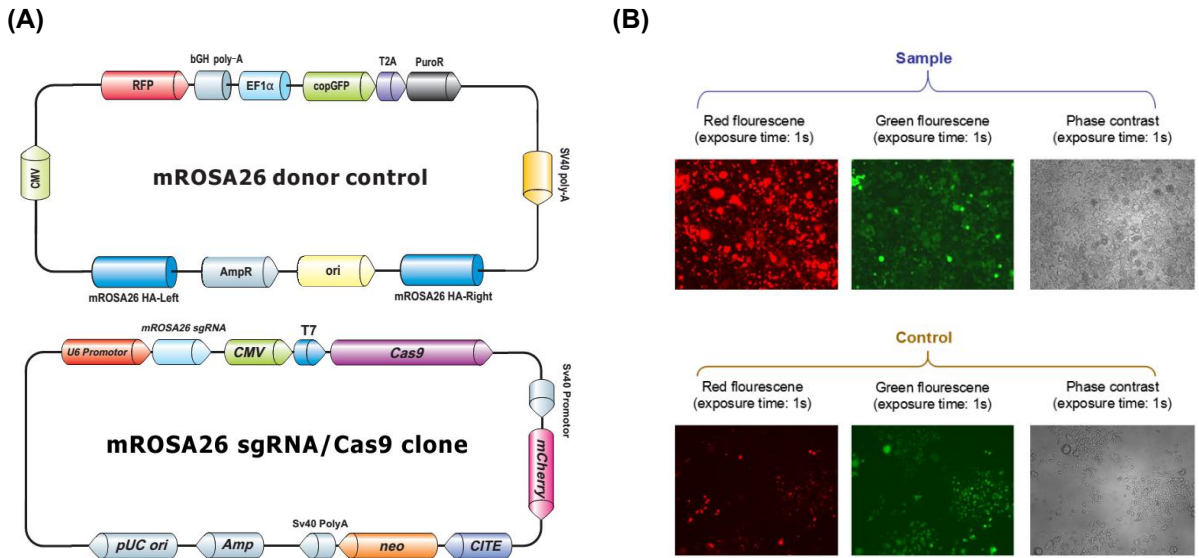 (A)
bGH poly-A
T2A
PuroR
RFP
EF1α
copGFP
CMV
mROSA26 donor control
SV40 poly-A
AmpR
ori
mROSA26 HA-Left
mROSA26 HA-Right
mROSA26 sgRNA
T7
U6 Promotor
CMV
Cas9
Sv40 Promotor
mROSA26 sgRNA/Cas9 clone
mCherry
Sv40 PolyA
pUC ori
Amp
neo
CITE
(B)
Sample
Red flourescene
(exposure time: 1s)
Green flourescene
(exposure time: 1s)
Phase contrast
(exposure time: 1s)
Control
Red flourescene
(exposure time: 1s)
Green flourescene
(exposure time: 1s)
Phase contrast
(exposure time: 1s)